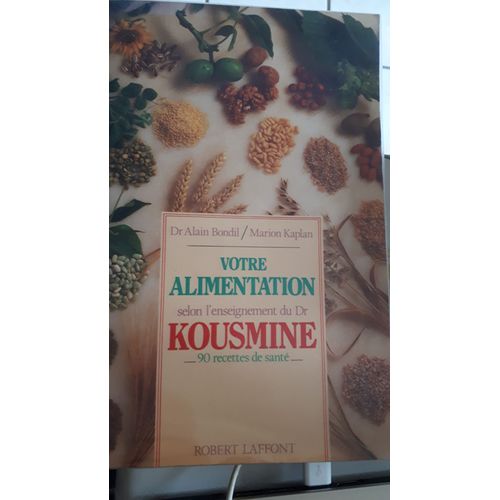 Dr Alain Bondil / Marion Kaplan
VOTRE
ALIMENTATION
selon l'enseignement du Dr
KOUSMINE
90 recettes de santé
ROBERT LAFFONT